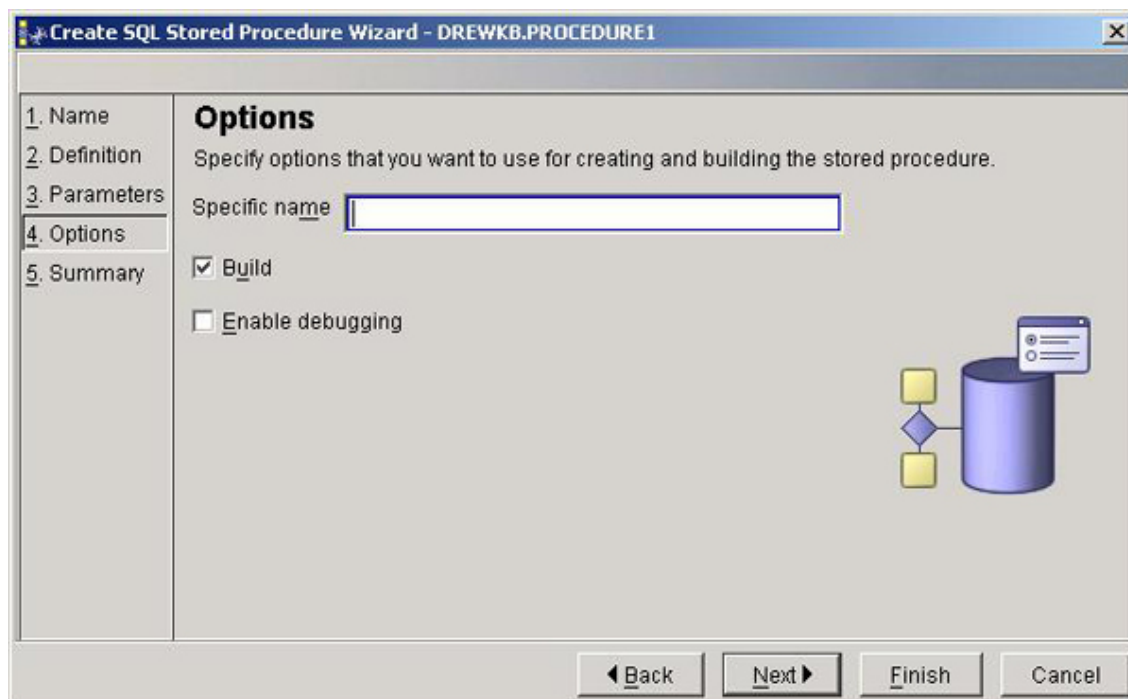 Create SQL Stored Procedure Wizard - DREWKB.PROCEDURE1
1. Name
2. Definition
3. Parameters
4. Options
5. Summary
Options
Specify options that you want to use for creating and building the stored procedure.
Specific name
Build
Enable debugging
Back
Next
Finish
Cancel